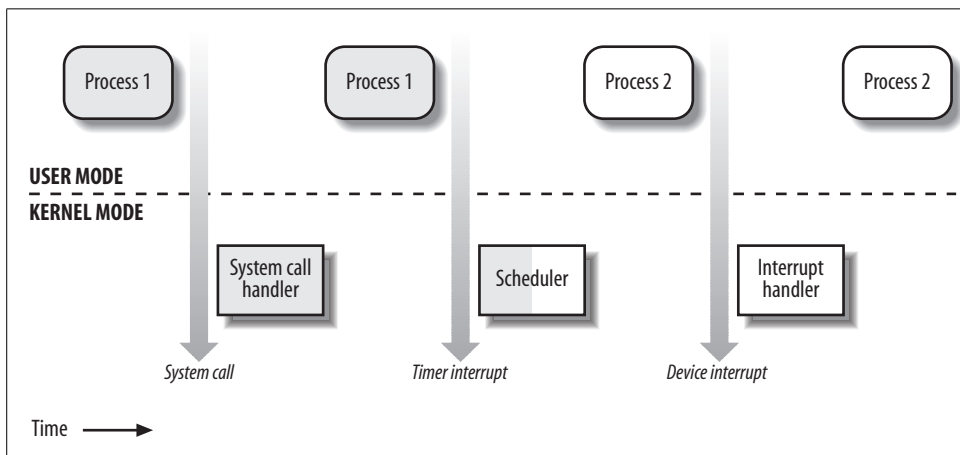 Process 1
Process 1
Process 2
Process 2
USER MODE
KERNEL MODE
System call
handler
Scheduler
Interrupt
handler
System call
Timer interrupt
Device interrupt
Time